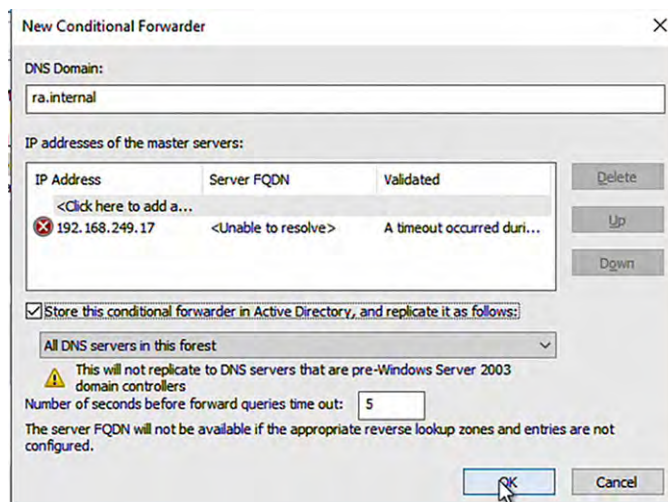 New Conditional Forwarder
DNS Domain:
ra.internal
IP addresses of the master servers:
IP Address Server FQDN Validated
<Click here to add a...
192.168.249.17 <Unable to resolve> A timeout occurred duri...
Delete
Up
Down
Store this conditional forwarder in Active Directory, and replicate it as follows:
All DNS servers in this forest
This will not replicate to DNS servers that are pre-Windows Server 2003
domain controllers
Number of seconds before forward queries time out: 5
The server FQDN will not be available if the appropriate reverse lookup zones and entries are not
configured.
OK Cancel